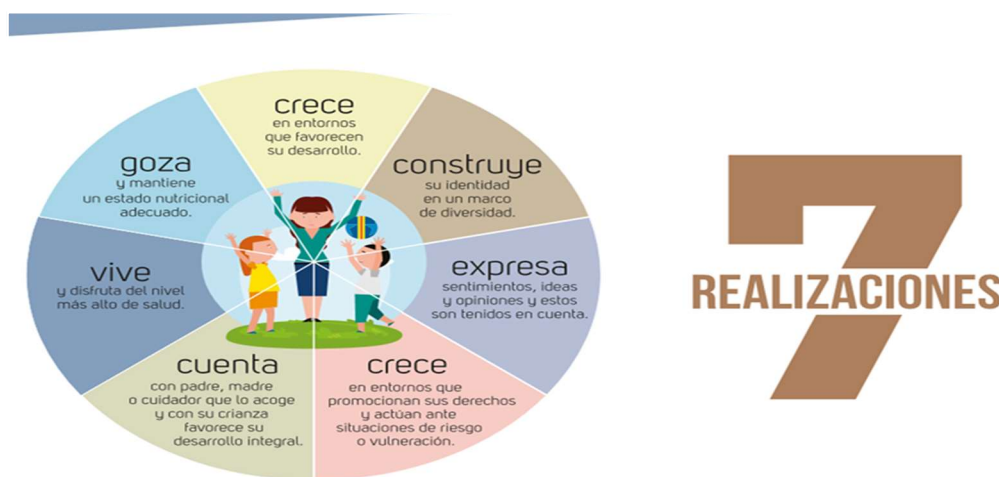 crece
en entornos
que favorecen
su desarrollo.
construye
su identidad
en un marco
de diversidad.
expresa
sentimientos, ideas
y opiniones y estos
son tenidos en cuenta.
crece
en entornos que
promocionan sus derechos
y actúan ante
situaciones de riesgo
o vulneración.
cuenta
con padre, madre
o cuidador que lo acoge
y con su crianza
favorece su
desarrollo integral.
vive
y disfruta del nivel
más alto de salud.
goza
y mantiene
un estado nutricional
adecuado.
7
REALIZACIONES